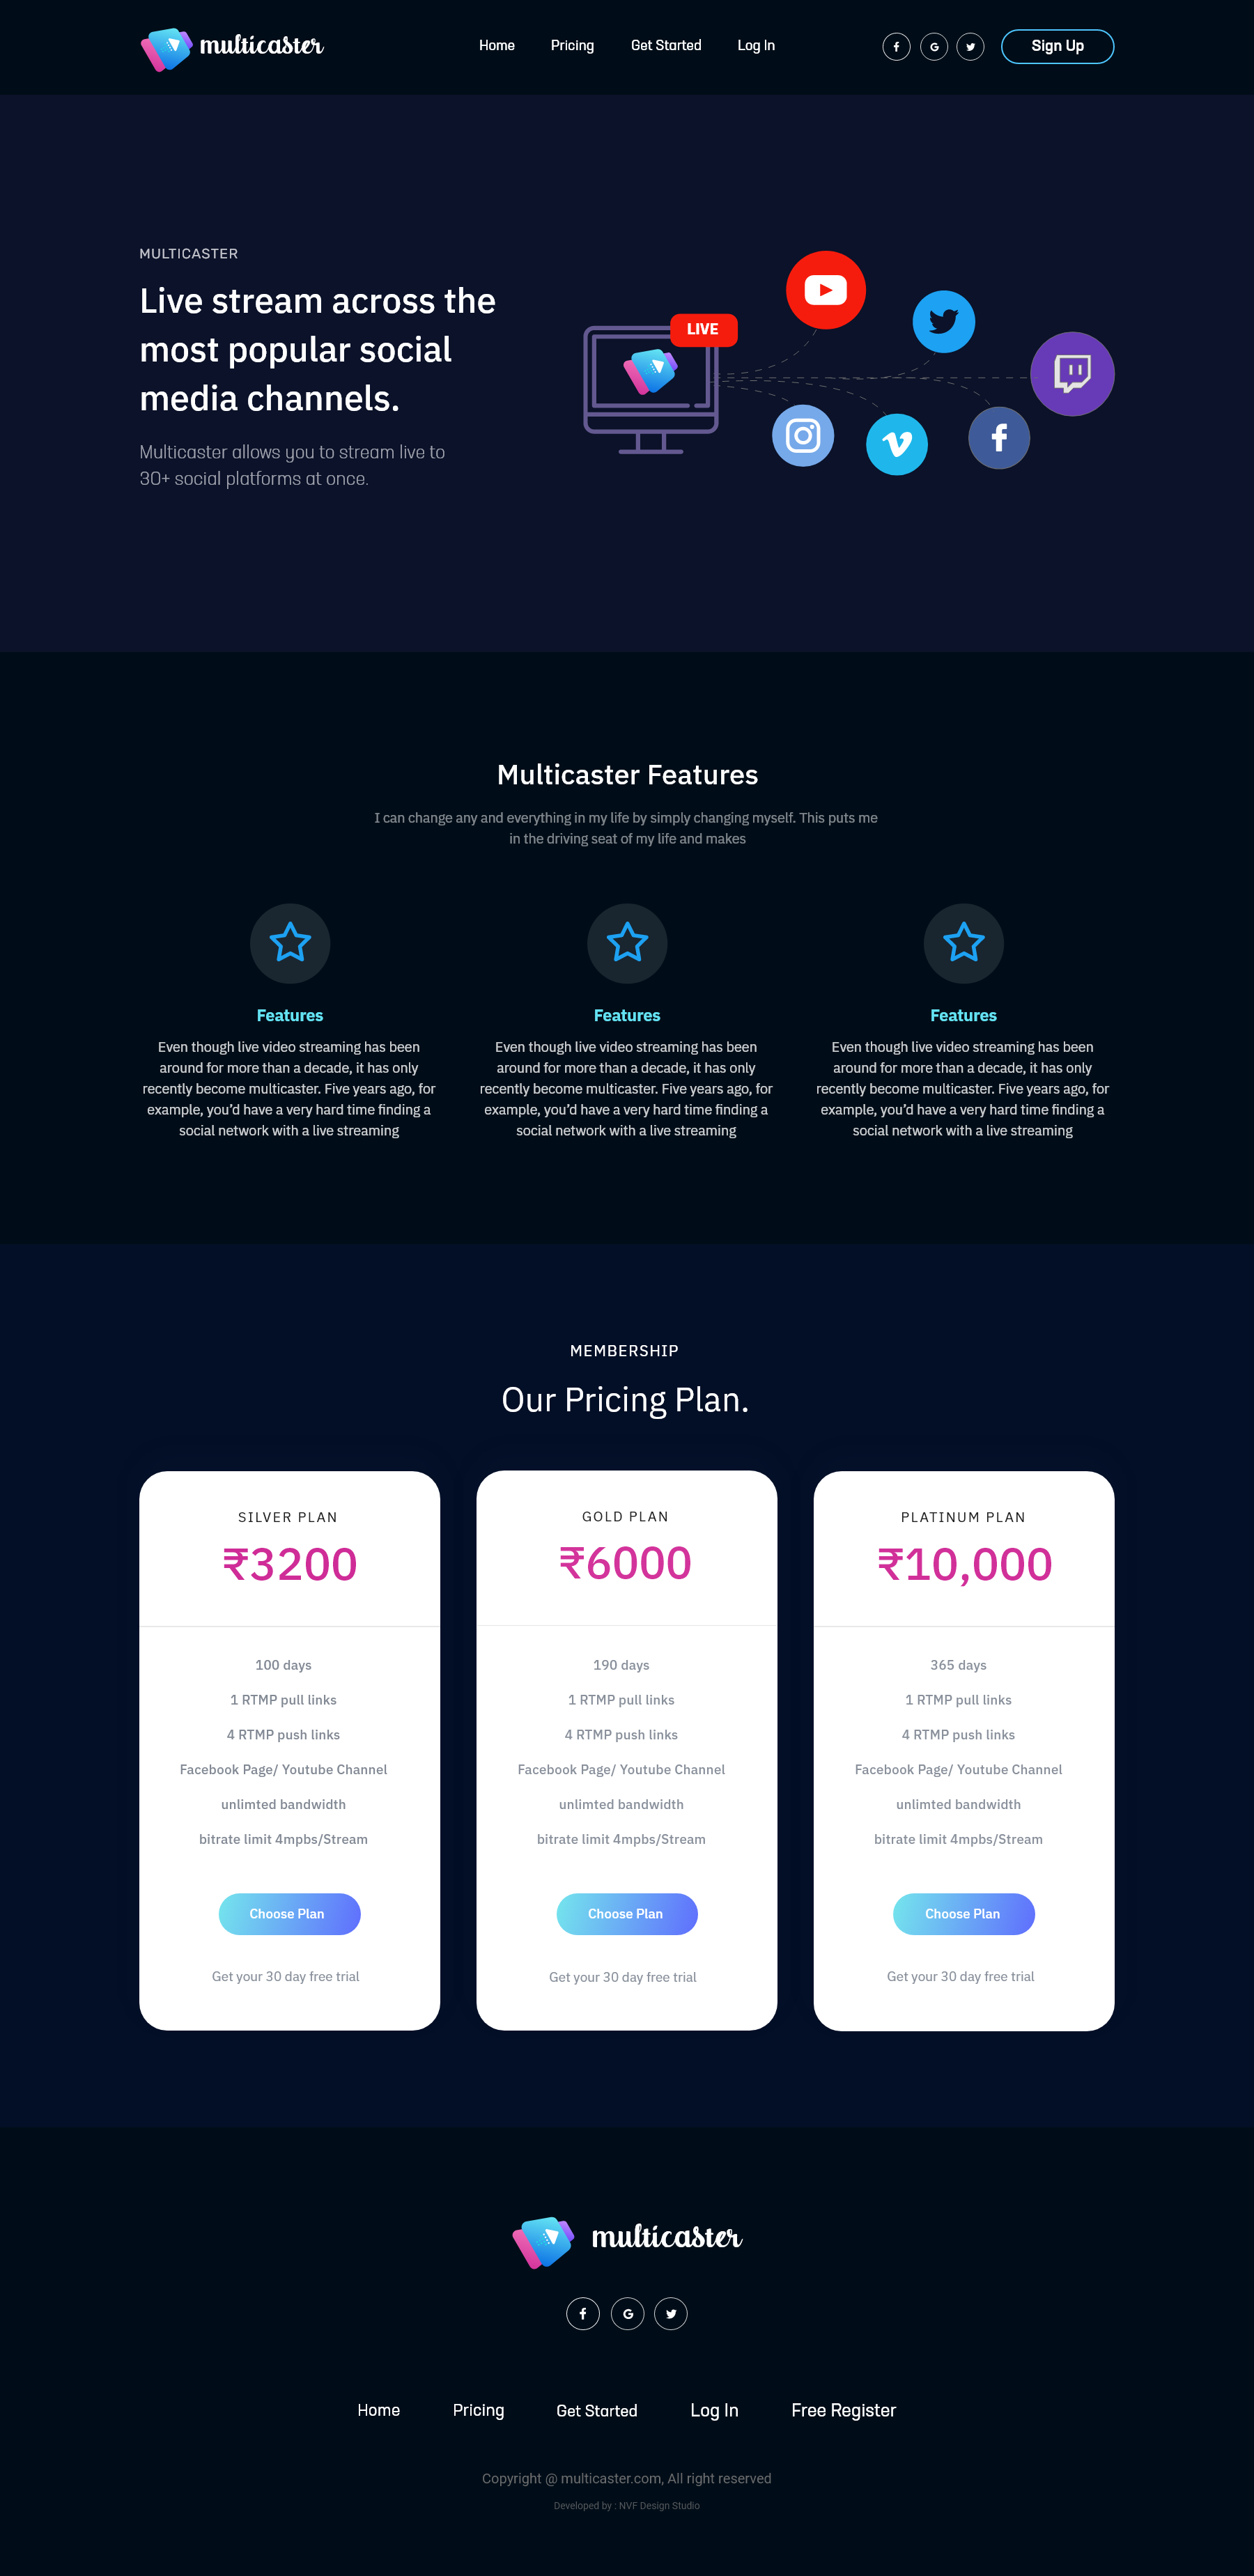 multicaster
Home Pricing Get Started Log In
Sign Up
MULTICASTER
Live stream across the
most popular social
media channels.
Multicaster allows you to stream live to
30+ social platforms at once.
LIVE
Multicaster Features
I can change any and everything in my life by simply changing myself. This puts me
in the driving seat of my life and makes
Features
Even though live video streaming has been
around for more than a decade, it has only
recently become multicaster. Five years ago, for
example, you’d have a very hard time finding a
social network with a live streaming
Features
Even though live video streaming has been
around for more than a decade, it has only
recently become multicaster. Five years ago, for
example, you’d have a very hard time finding a
social network with a live streaming
Features
Even though live video streaming has been
around for more than a decade, it has only
recently become multicaster. Five years ago, for
example, you’d have a very hard time finding a
social network with a live streaming
MEMBERSHIP
Our Pricing Plan.
SILVER PLAN
₹3200
100 days
1 RTMP pull links
4 RTMP push links
Facebook Page/ Youtube Channel
unlimted bandwidth
bitrate limit 4mpbs/Stream
Choose Plan
Get your 30 day free trial
GOLD PLAN
₹6000
190 days
1 RTMP pull links
4 RTMP push links
Facebook Page/ Youtube Channel
unlimted bandwidth
bitrate limit 4mpbs/Stream
Choose Plan
Get your 30 day free trial
PLATINUM PLAN
₹10,000
365 days
1 RTMP pull links
4 RTMP push links
Facebook Page/ Youtube Channel
unlimted bandwidth
bitrate limit 4mpbs/Stream
Choose Plan
Get your 30 day free trial
multicaster
Home Pricing Get Started Log In Free Register
Copyright @ multicaster.com, All right reserved
Developed by : NVF Design Studio